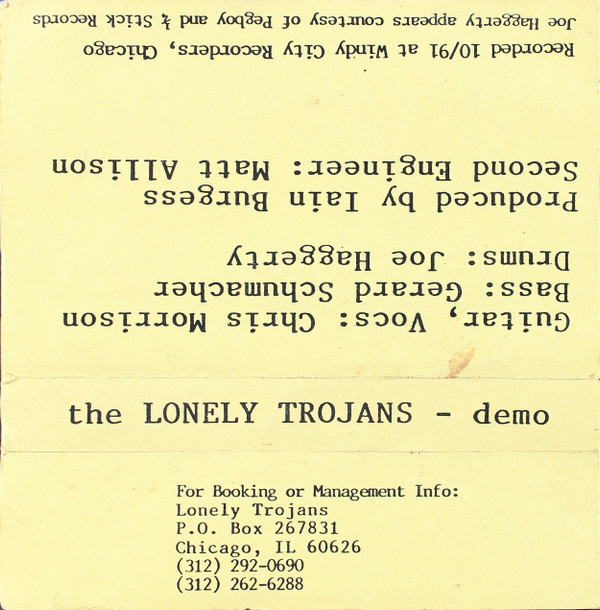 Guitar, Vocs: Chris Morrison
Bass: Gerard Schumacher
Drums: Joe Haggerty
Produced by Iain Burgess
Second Engineer: Matt Allison
Recorded 10/91 at Windy City Recorders, Chicago
Joe Haggerty appears courtesy of Pegboy and ¼ Stick Records
the LONELY TROJANS - demo
For Booking or Management Info:
Lonely Trojans
P.O. Box 267831
Chicago, IL 60626
(312) 292-0690
(312) 262-6288